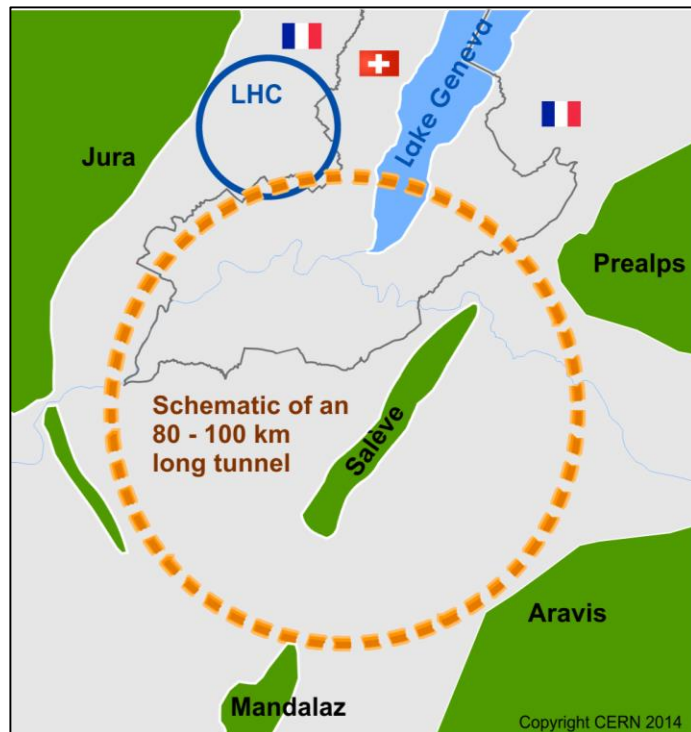 LHC
Lake Geneva
Jura
Prealps
Schematic of an
80 - 100 km
long tunnel
Salève
Aravis
Mandalaz
Copyright CERN 2014